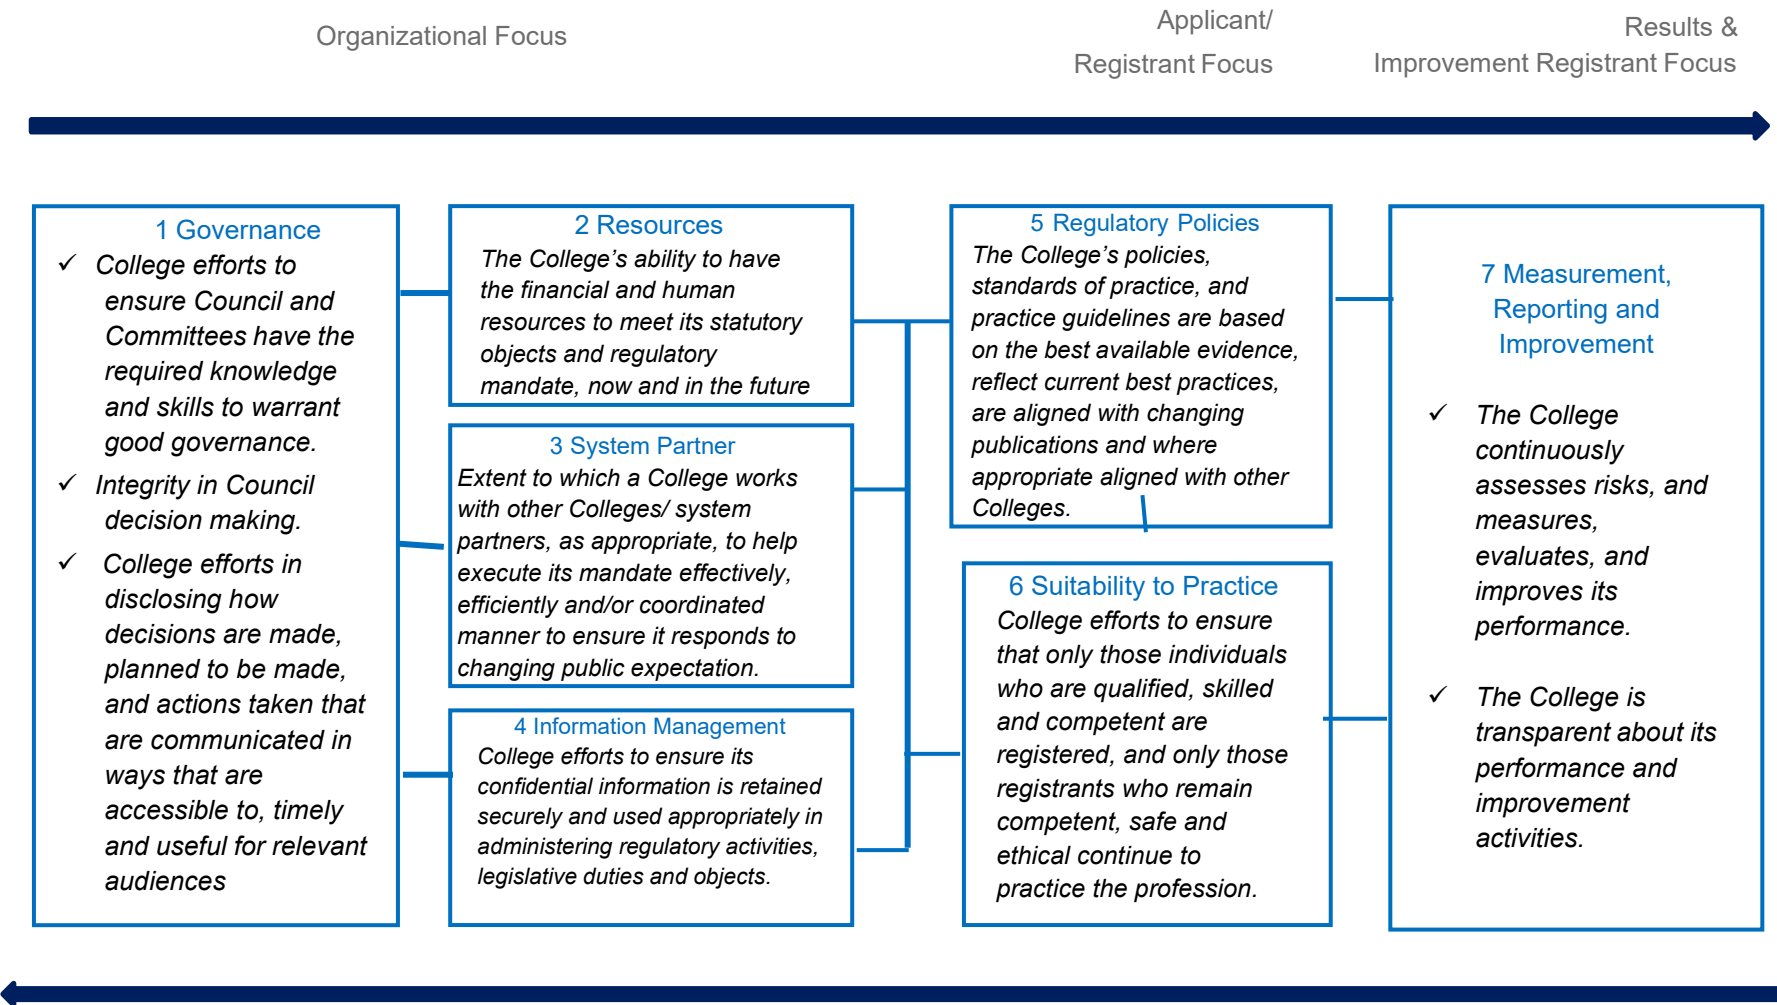 Organizational Focus
Applicant/
Registrant Focus
Results &
Improvement Registrant Focus
1 Governance
✓ College efforts to
ensure Council and
Committees have the
required knowledge
and skills to warrant
good governance.
✓ Integrity in Council
decision making.
✓ College efforts in
disclosing how
decisions are made,
planned to be made,
and actions taken that
are communicated in
ways that are
accessible to, timely
and useful for relevant
audiences
2 Resources
The College’s ability to have
the financial and human
resources to meet its statutory
objects and regulatory
mandate, now and in the future
3 System Partner
Extent to which a College works
with other Colleges/ system
partners, as appropriate, to help
execute its mandate effectively,
efficiently and/or coordinated
manner to ensure it responds to
changing public expectation.
4 Information Management
College efforts to ensure its
confidential information is retained
securely and used appropriately in
administering regulatory activities,
legislative duties and objects.
5 Regulatory Policies
The College’s policies,
standards of practice, and
practice guidelines are based
on the best available evidence,
reflect current best practices,
are aligned with changing
publications and where
appropriate aligned with other
Colleges.
6 Suitability to Practice
College efforts to ensure
that only those individuals
who are qualified, skilled
and competent are
registered, and only those
registrants who remain
competent, safe and
ethical continue to
practice the profession.
7 Measurement,
Reporting and
Improvement
✓ The College
continuously
assesses risks, and
measures,
evaluates, and
improves its
performance.
✓ The College is
transparent about its
performance and
improvement
activities.